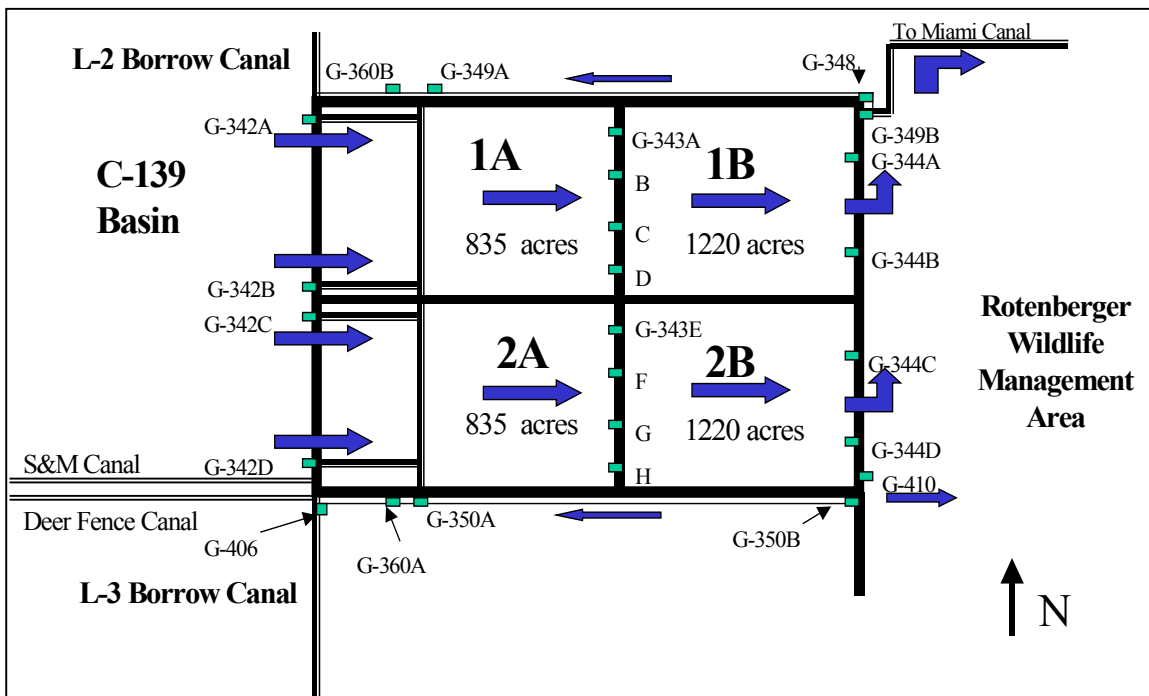 To Miami Canal
L-2 Borrow Canal
G-360B
G-349A
G-348
G-342A
G-343A
G-349B
G-344A
1A
1B
B
C-139
Basin
C
835 acres
1220 acres
D
G-344B
G-342B
G-342C
G-343E
Rotenberger
Wildlife
Management
Area
2A
2B
G-344C
F
835 acres
1220 acres
G
G-342D
H
G-344D
S&M Canal
G-410
Deer Fence Canal
G-350A
G-350B
G-406
G-360A
L-3 Borrow Canal
N